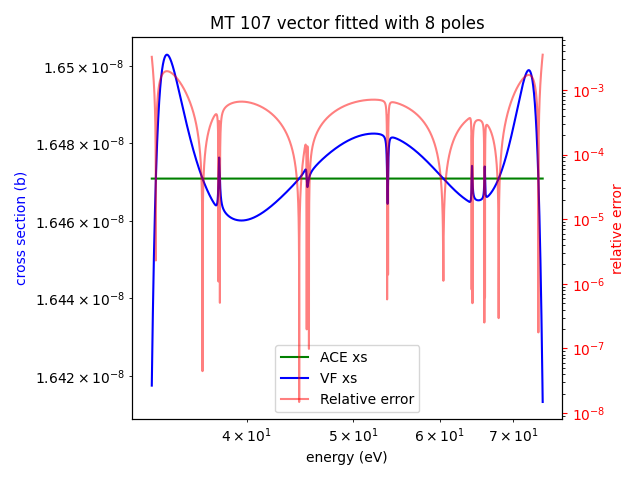 MT 107 vector fitted with 8 poles
cross section (b)
1.65 × 10⁻⁸
1.648 × 10⁻⁸
1.646 × 10⁻⁸
1.644 × 10⁻⁸
1.642 × 10⁻⁸
10⁻³
10⁻⁴
10⁻⁵
10⁻⁶
10⁻⁷
10⁻⁸
relative error
ACE xs
VF xs
Relative error
4 × 10¹ 5 × 10¹ 6 × 10¹ 7 × 10¹
energy (eV)